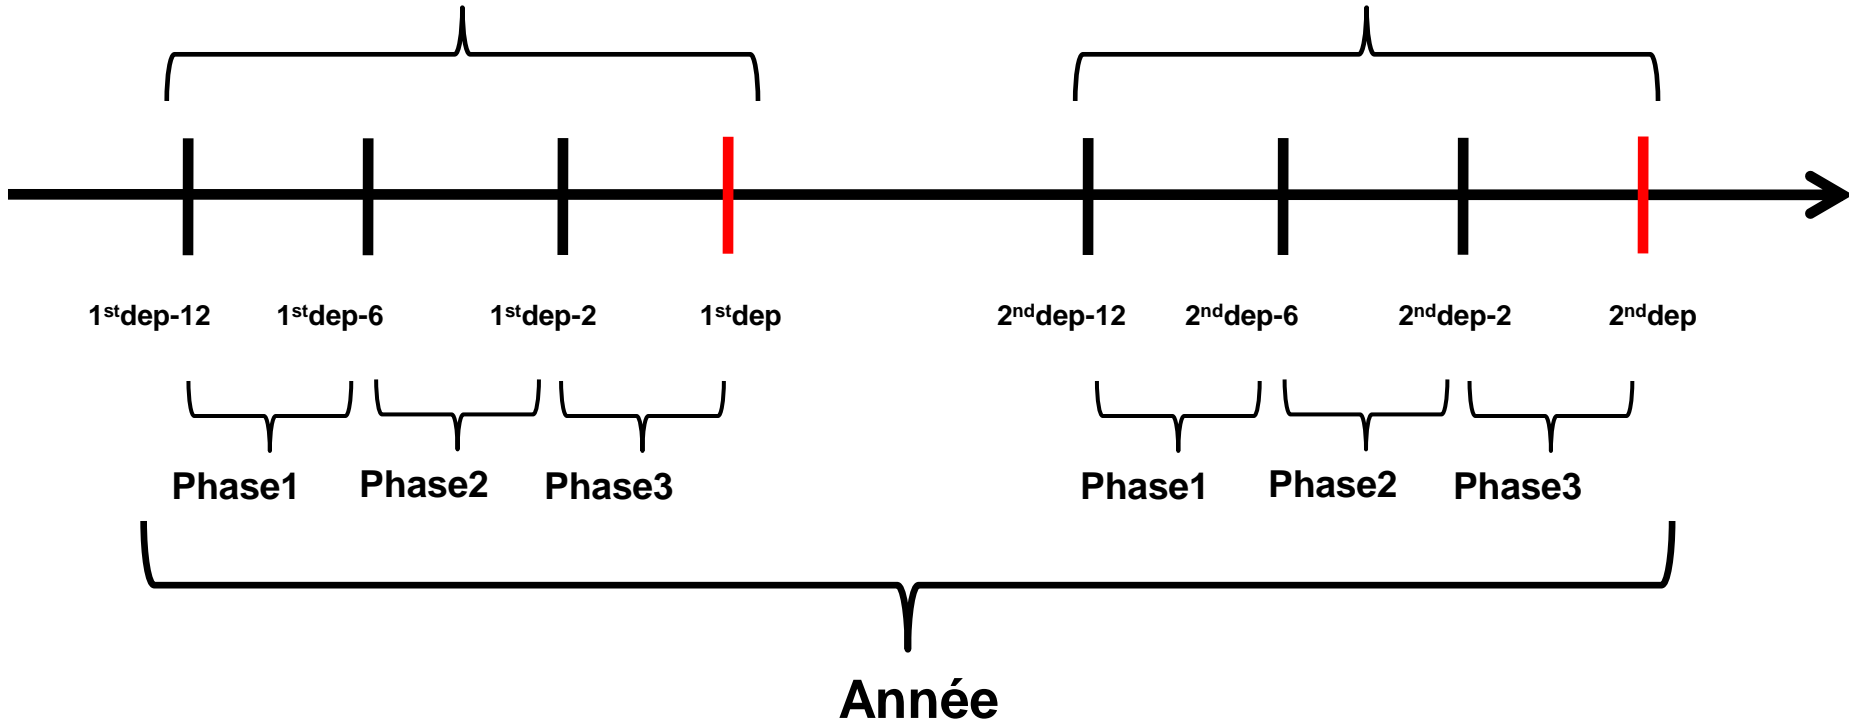 1stdep-12 1stdep-6 1stdep-2 1stdep 2nddep-12 2nddep-6 2nddep-2 2nddep
Phase1 Phase2 Phase3 Phase1 Phase2 Phase3
Année